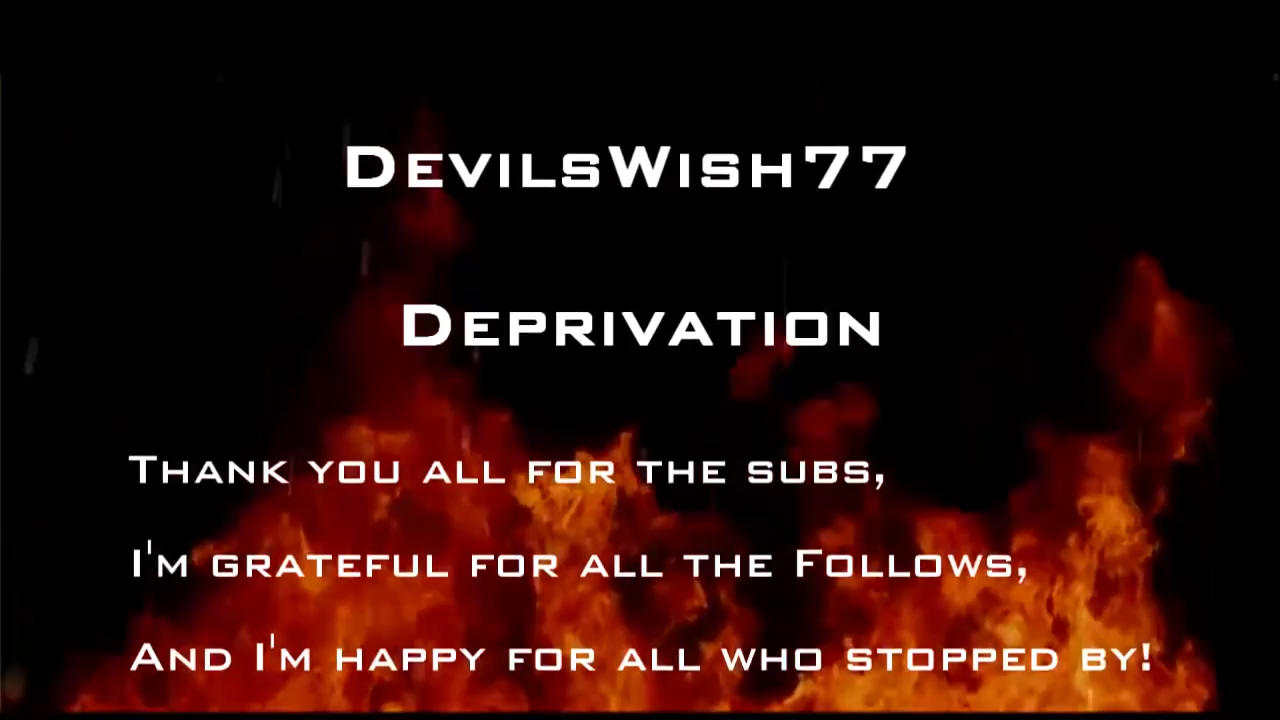 DevilsWish77
Deprivation
Thank you all for the subs,
I'm grateful for all the Follows,
And I'm happy for all who stopped by!